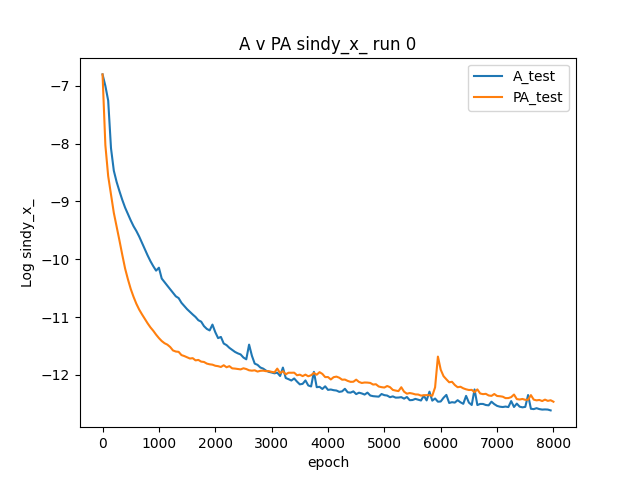 A v PA sindy_x_ run 0
A_test
PA_test
Log sindy_x_
−7
−8
−9
−10
−11
−12
0 1000 2000 3000 4000 5000 6000 7000 8000
epoch